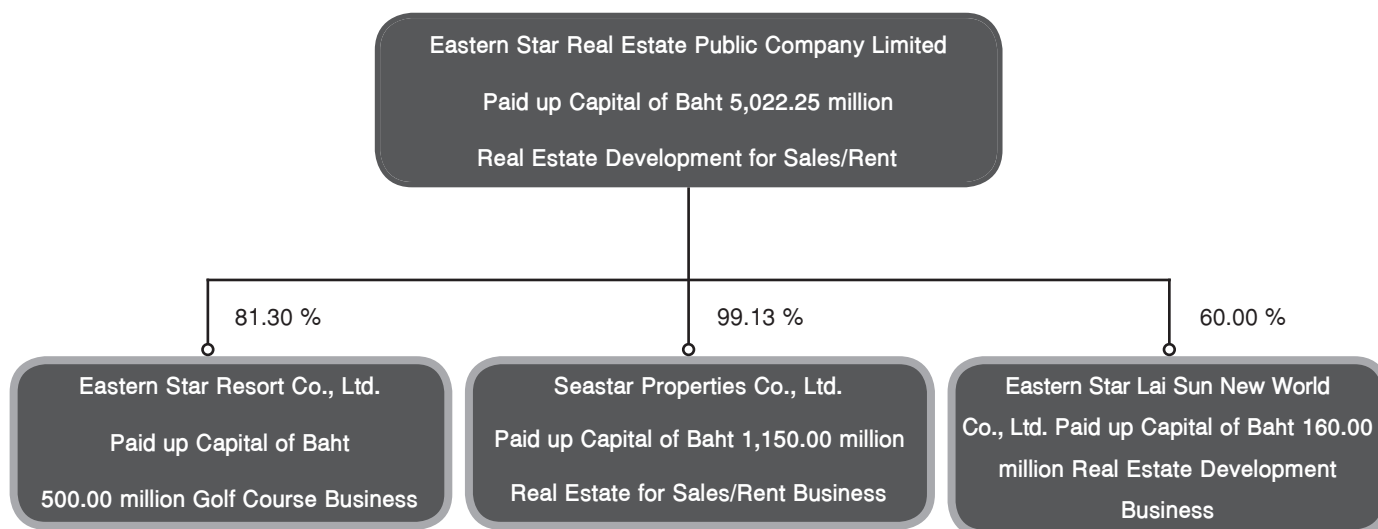 Eastern Star Real Estate Public Company Limited
Paid up Capital of Baht 5,022.25 million
Real Estate Development for Sales/Rent
81.30 %
99.13 %
60.00 %
Eastern Star Resort Co., Ltd.
Paid up Capital of Baht
500.00 million Golf Course Business
Seastar Properties Co., Ltd.
Paid up Capital of Baht 1,150.00 million
Real Estate for Sales/Rent Business
Eastern Star Lai Sun New World
Co., Ltd. Paid up Capital of Baht 160.00
million Real Estate Development
Business